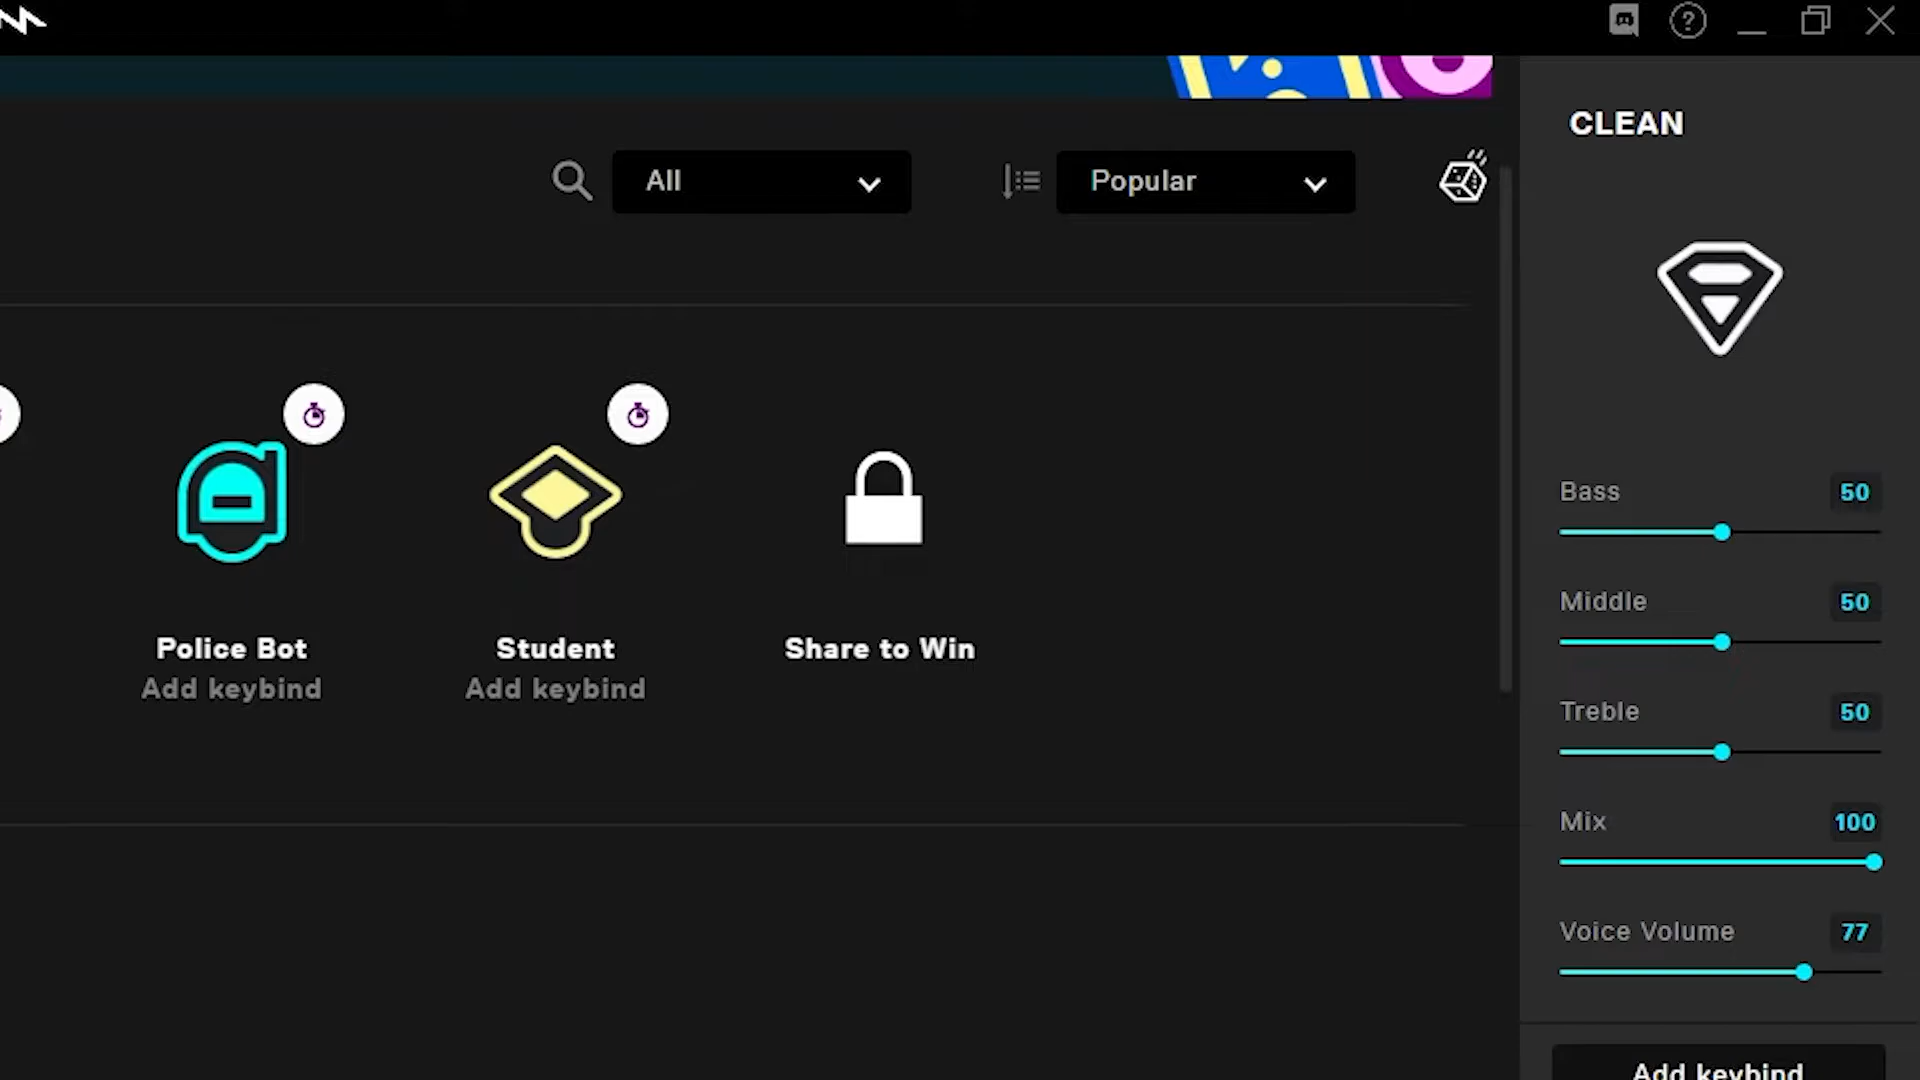 CLEAN
All
Popular
Bass 50
Middle 50
Treble 50
Mix 100
Voice Volume 77
Add keybind
Police Bot
Add keybind
Student
Add keybind
Share to Win